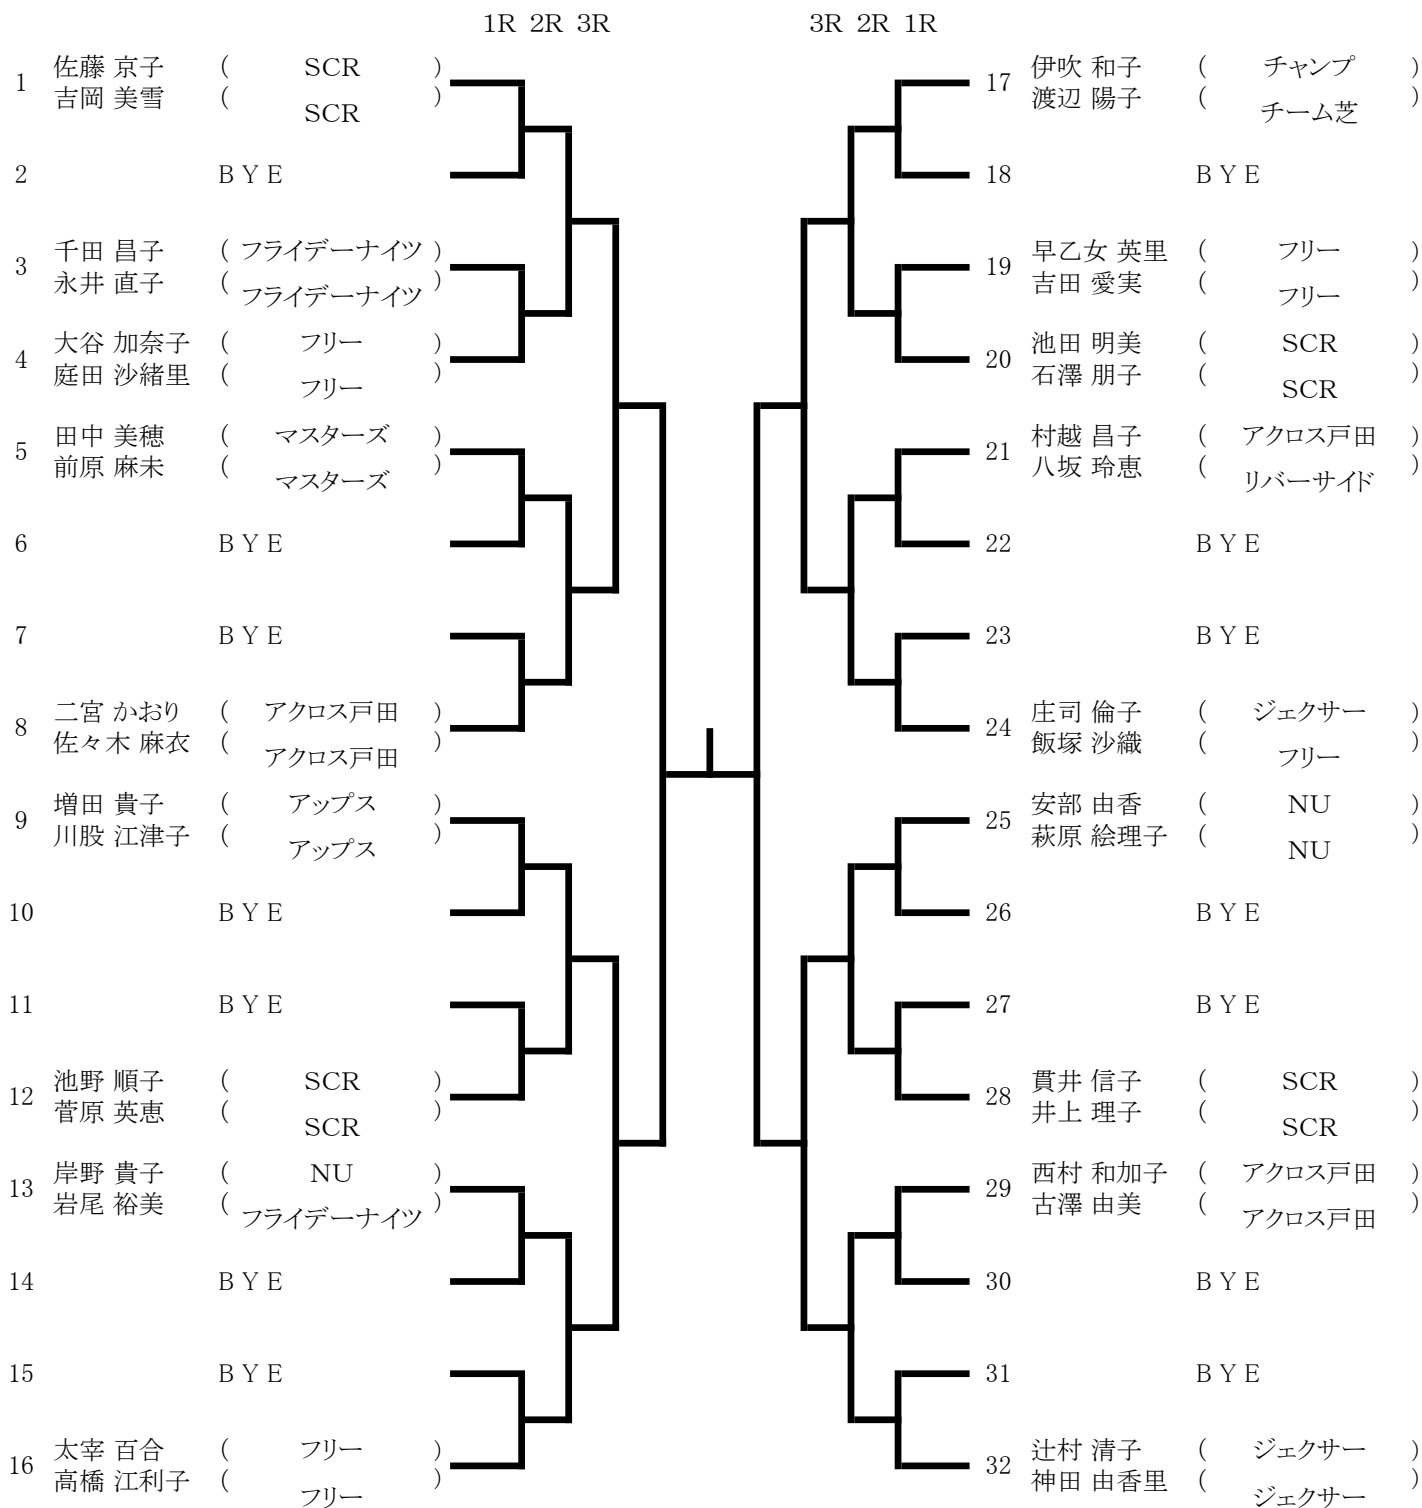 1R 2R 3R
3R 2R 1R
1 佐藤 京子 ( SCR )
吉岡 美雪 ( SCR )
2 BYE
3 千田 昌子 ( フライデーナイツ )
永井 直子 ( フライデーナイツ )
4 大谷 加奈子 ( フリー )
庭田 沙緒里 ( フリー )
5 田中 美穂 ( マスターズ )
前原 麻未 ( マスターズ )
6 BYE
7 BYE
8 二宮 かおり ( アクロス戸田 )
佐々木 麻衣 ( アクロス戸田 )
9 増田 貴子 ( アップス )
川股 江津子 ( アップス )
10 BYE
11 BYE
12 池野 順子 ( SCR )
菅原 英恵 ( SCR )
13 岸野 貴子 ( NU )
岩尾 裕美 ( フライデーナイツ )
14 BYE
15 BYE
16 太宰 百合 ( フリー )
高橋 江利子 ( フリー )
17 伊吹 和子 ( チャンプ )
渡辺 陽子 ( チーム芝 )
18 BYE
19 早乙女 英里 ( フリー )
吉田 愛実 ( フリー )
20 池田 明美 ( SCR )
石澤 朋子 ( SCR )
21 村越 昌子 ( アクロス戸田 )
八坂 玲恵 ( リバーサイド )
22 BYE
23 BYE
24 庄司 倫子 ( ジェクサー )
飯塚 沙織 ( フリー )
25 安部 由香 ( NU )
萩原 絵理子 ( NU )
26 BYE
27 BYE
28 貫井 信子 ( SCR )
井上 理子 ( SCR )
29 西村 和加子 ( アクロス戸田 )
古澤 由美 ( アクロス戸田 )
30 BYE
31 BYE
32 辻村 清子 ( ジェクサー )
神田 由香里 ( ジェクサー )